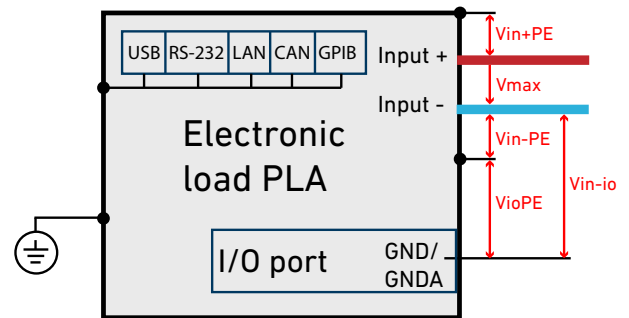 Vin+PE
USB RS-232 LAN CAN GPIB
Input +
Vmax
Input -
Electronic
load PLA
Vin-PE
Vin-io
VioPE
I/O port
GND/
GNDA